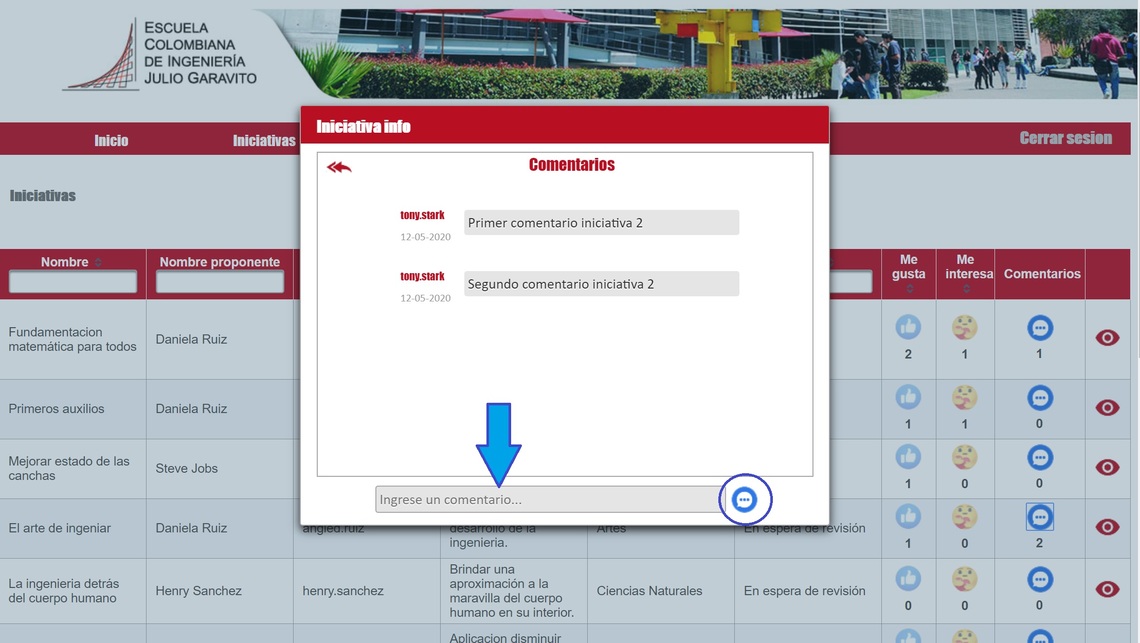 ESCUELA
COLOMBIANA
DE INGENIERÍA
JULIO GARAVITO
Inicio
Iniciativas
Cerrar sesion
Iniciativas
Iniciativa info
Comentarios
tony.stark
Primer comentario iniciativa 2
12-05-2020
tony.stark
Segundo comentario iniciativa 2
12-05-2020
Ingrese un comentario...
Nombre
Nombre proponente
Me
gusta
Me
interesa
Comentarios
Fundamentacion
matemática para todos
Daniela Ruiz
2
1
1
Primeros auxilios
Daniela Ruiz
1
1
0
Mejorar estado de las
canchas
Steve Jobs
1
0
0
El arte de ingeniar
Daniela Ruiz
angled.ruiz
desarrollo de la
ingenieria.
Artes
En espera de revisión
1
0
2
La ingenieria detrás
del cuerpo humano
Henry Sanchez
henry.sanchez
Brindar una
aproximación a la
maravilla del cuerpo
humano en su interior.
Ciencias Naturales
En espera de revisión
0
0
0
Aplicacion disminuir